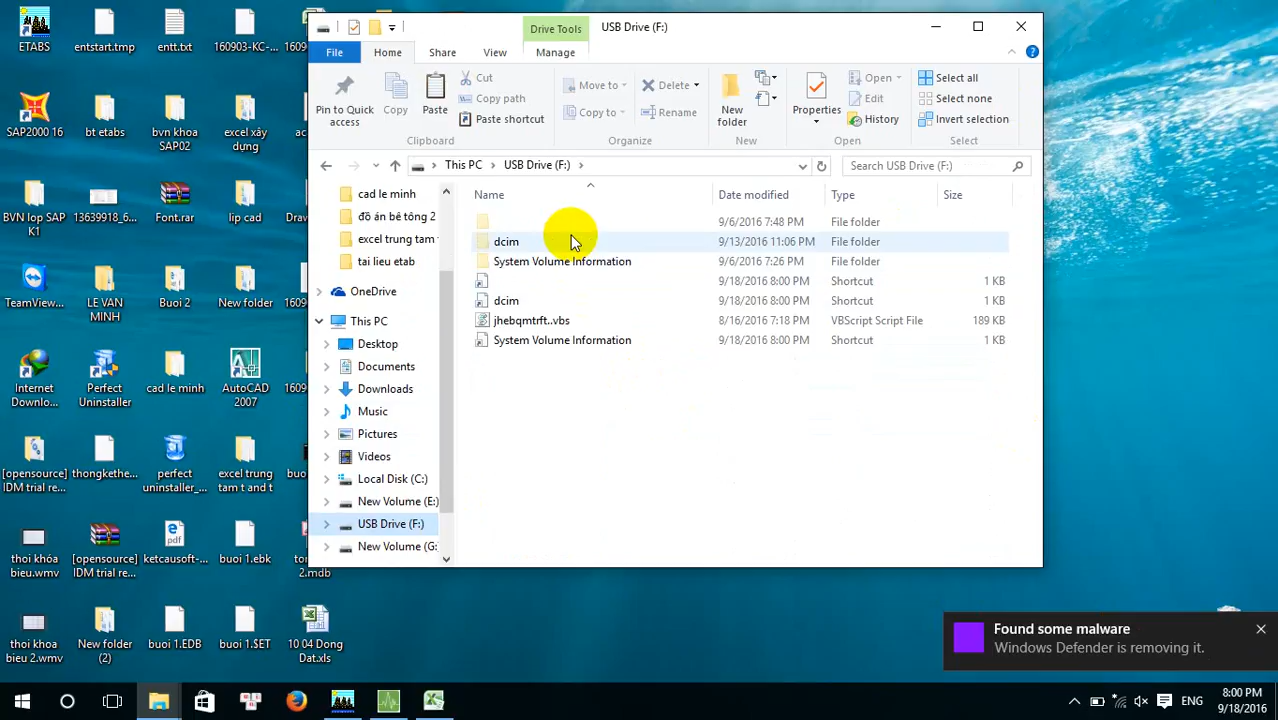 USB Drive (F:)
Drive Tools
File
Home
Share
View
Manage
Pin to Quick
access
Copy
Paste
Cut
Copy path
Paste shortcut
Clipboard
Move to
Copy to
Delete
Rename
Organize
New
folder
New
Properties
Open
Edit
History
Open
Select all
Select none
Invert selection
Select
This PC
USB Drive (F:)
Search USB Drive (F:)
cad le minh
đồ án bê tông 2
excel trung tam
tai lieu etab
OneDrive
This PC
Desktop
Documents
Downloads
Music
Pictures
Videos
Local Disk (C:)
New Volume (E:)
USB Drive (F:)
New Volume (G:
Name
Date modified
Type
Size
9/6/2016 7:48 PM File folder
dcim 9/13/2016 11:06 PM File folder
System Volume Information 9/6/2016 7:26 PM File folder
9/18/2016 8:00 PM Shortcut 1 KB
dcim 9/18/2016 8:00 PM Shortcut 1 KB
jhebqmtrft..vbs 8/16/2016 7:18 PM VBScript Script File 189 KB
System Volume Information 9/18/2016 8:00 PM Shortcut 1 KB
ETABS
entstart.tmp
entt.txt
160903-KC-...
SAP2000 16
bt etabs
bvn khoa
SAP02
excel xây
dựng
BVN lop SAP
K1
13639918_6...
Font.rar
lip cad
TeamView...
LE VAN
MINH
Buoi 2
New folder
Internet
Downlo...
Perfect
Uninstaller
cad le minh
AutoCAD
2007
[opensource]
IDM trial re...
thongkethe...
perfect
uninstaller_...
excel trung
tam t and t
thoi khóa
bieu.wmv
[opensource]
IDM trial re...
ketcausoft-...
buoi 1.ebk
2.mdb
thoi khoa
bieu 2.wmv
New folder
(2)
buoi 1.EDB
buoi 1.$ET
10 04 Dong
Dat.xls
Found some malware
Windows Defender is removing it.
ENG
8:00 PM
9/18/2016